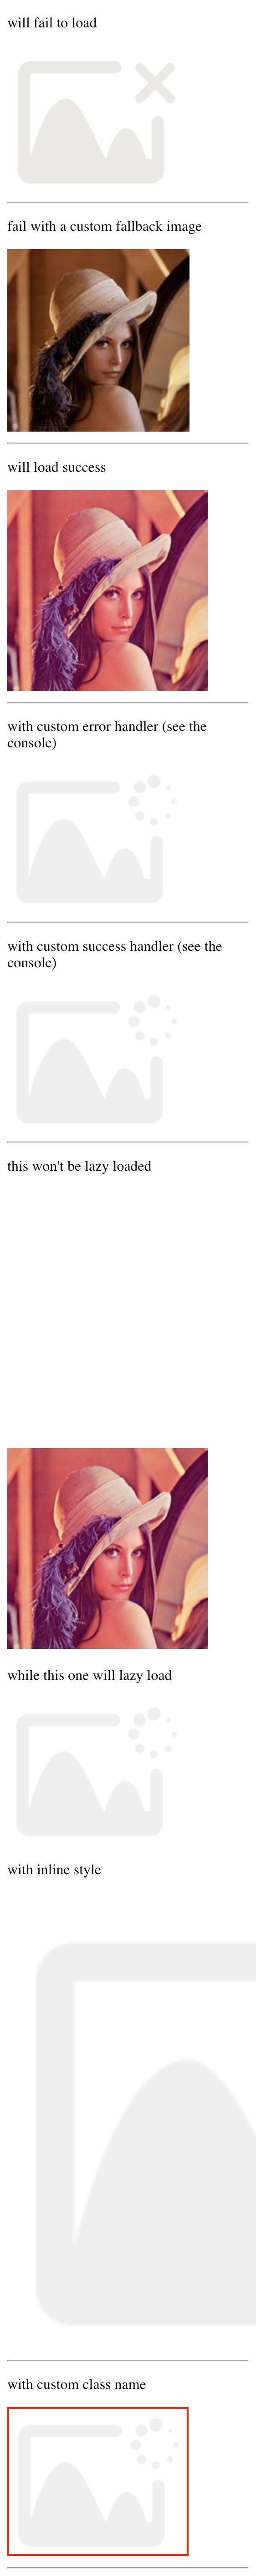 will fail to load
fail with a custom fallback image
will load success
with custom error handler (see the
console)
with custom success handler (see the
console)
this won't be lazy loaded
while this one will lazy load
with inline style
with custom class name